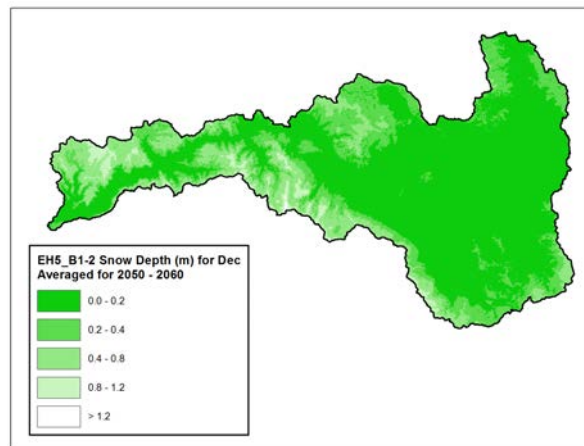 EH5_B1-2 Snow Depth (m) for Dec
Averaged for 2050 - 2060
0.0 - 0.2
0.2 - 0.4
0.4 - 0.8
0.8 - 1.2
> 1.2